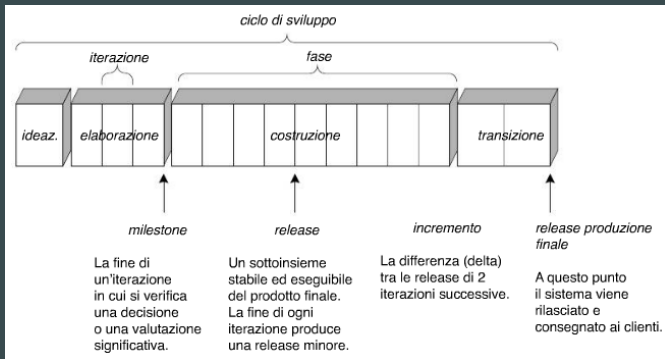 ciclo di sviluppo
iterazione
fase
ideaz.
elaborazione
costruzione
transizione
milestone
La fine di
un'iterazione
in cui si verifica
una decisione
o una valutazione
significativa.
release
Un sottoinsieme
stabile ed eseguibile
del prodotto finale.
La fine di ogni
iterazione produce
una release minore.
incremento
La differenza (delta)
tra le release di 2
iterazioni successive.
release produzione
finale
A questo punto
il sistema viene
rilasciato e
consegnato ai clienti.